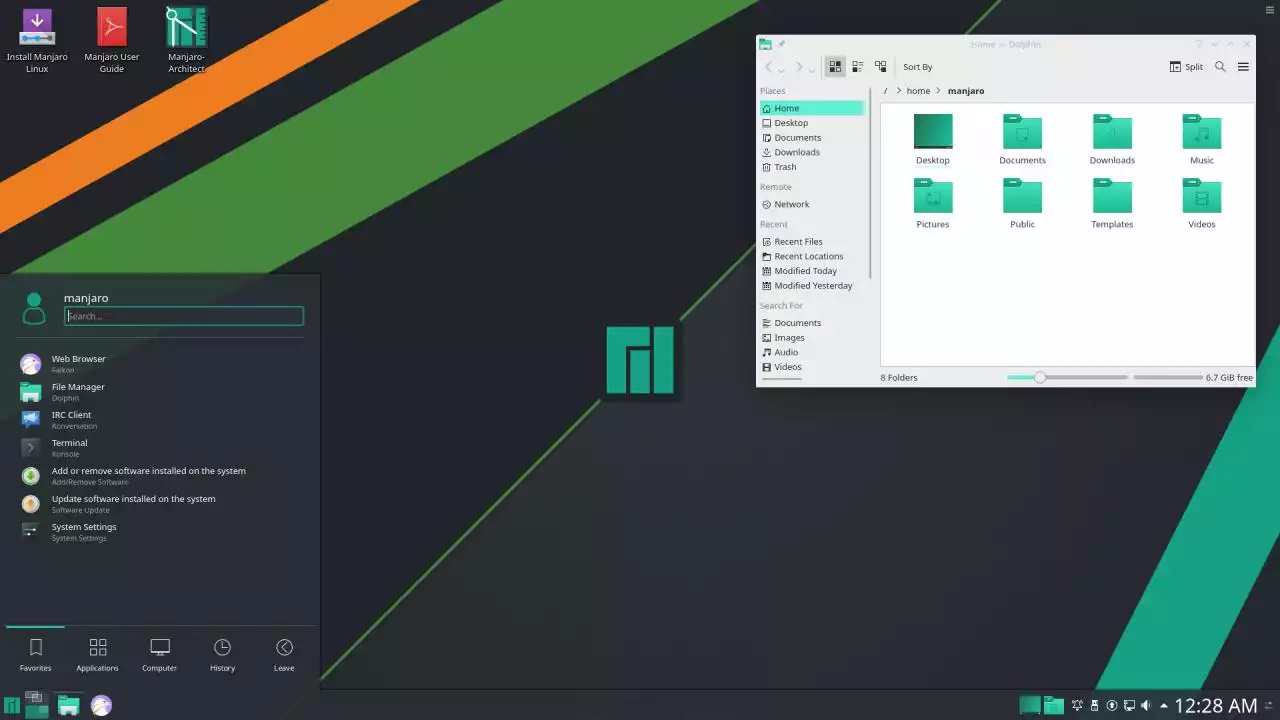 Install Manjaro
Linux
Manjaro User
Guide
Manjaro-
Architect
Home — Dolphin
Sort By
Split
Places
Home
Desktop
Documents
Downloads
Trash
Remote
Network
Recent
Recent Files
Recent Locations
Modified Today
Modified Yesterday
Search For
Documents
Images
Audio
Videos
/ > home > manjaro
Desktop
Documents
Downloads
Music
Pictures
Public
Templates
Videos
8 Folders
6.7 GiB free
manjaro
Search...
Web Browser
Falkon
File Manager
Dolphin
IRC Client
Konversation
Terminal
Konsole
Add or remove software installed on the system
Add/Remove Software
Update software installed on the system
Software Update
System Settings
System Settings
Favorites
Applications
Computer
History
Leave
12:28 AM